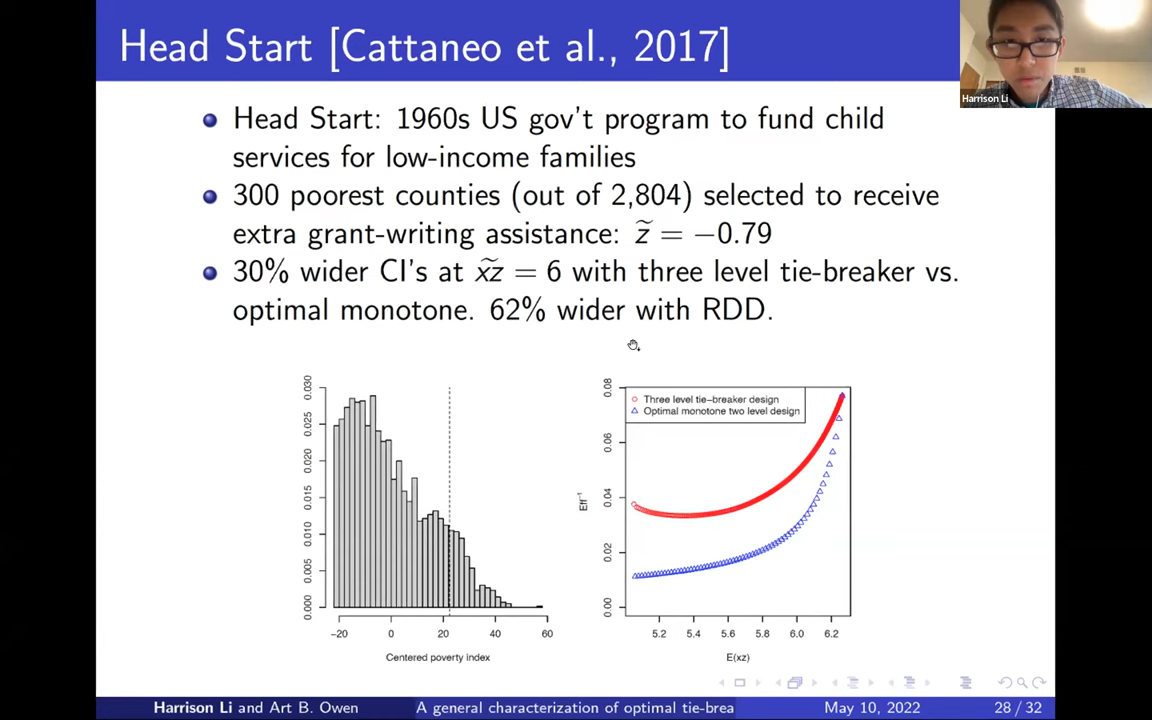 Head Start [Cattaneo et al., 2017]
Harrison Li
Head Start: 1960s US gov't program to fund child
services for low-income families
300 poorest counties (out of 2,804) selected to receive
extra grant-writing assistance: z̃ = −0.79
30% wider CI's at x̃z = 6 with three level tie-breaker vs.
optimal monotone. 62% wider with RDD.
0.030
0.025
0.020
0.015
0.010
0.005
0.000
−20 0 20 40 60
Centered poverty index
Three level tie−breaker design
Optimal monotone two level design
0.08
0.06
0.04
0.02
0.00
Eff⁻¹
5.2 5.4 5.6 5.8 6.0 6.2
E(xz)
Harrison Li and Art B. Owen A general characterization of optimal tie-brea May 10, 2022 28 / 32